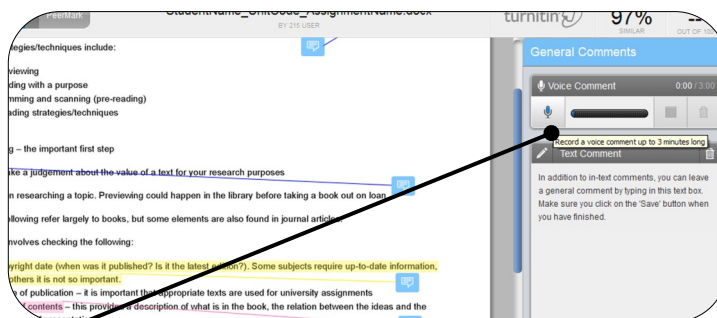 PeerMark
StudentName_UnitCode_AssignmentName.docx
BY 215 USER
turnitin
97%
SIMILAR
--
OUT OF 100
tegies/techniques include:
viewing
ding with a purpose
mming and scanning (pre-reading)
ading strategies/techniques
g – the important first step
ke a judgement about the value of a text for your research purposes
n researching a topic. Previewing could happen in the library before taking a book out on loan
llowing refer largely to books, but some elements are also found in journal articles.
nvolves checking the following:
yright date (when was it published? Is it the latest edition?). Some subjects require up-to-date information,
others it is not so important.
e of publication – it is important that appropriate texts are used for university assignments
of contents – this provides a description of what is in the book, the relation between the ideas and the
General Comments
Voice Comment 0:00 / 3:00
Record a voice comment up to 3 minutes long
Text Comment
In addition to in-text comments, you can leave
a general comment by typing in this text box.
Make sure you click on the 'Save' button when
you have finished.